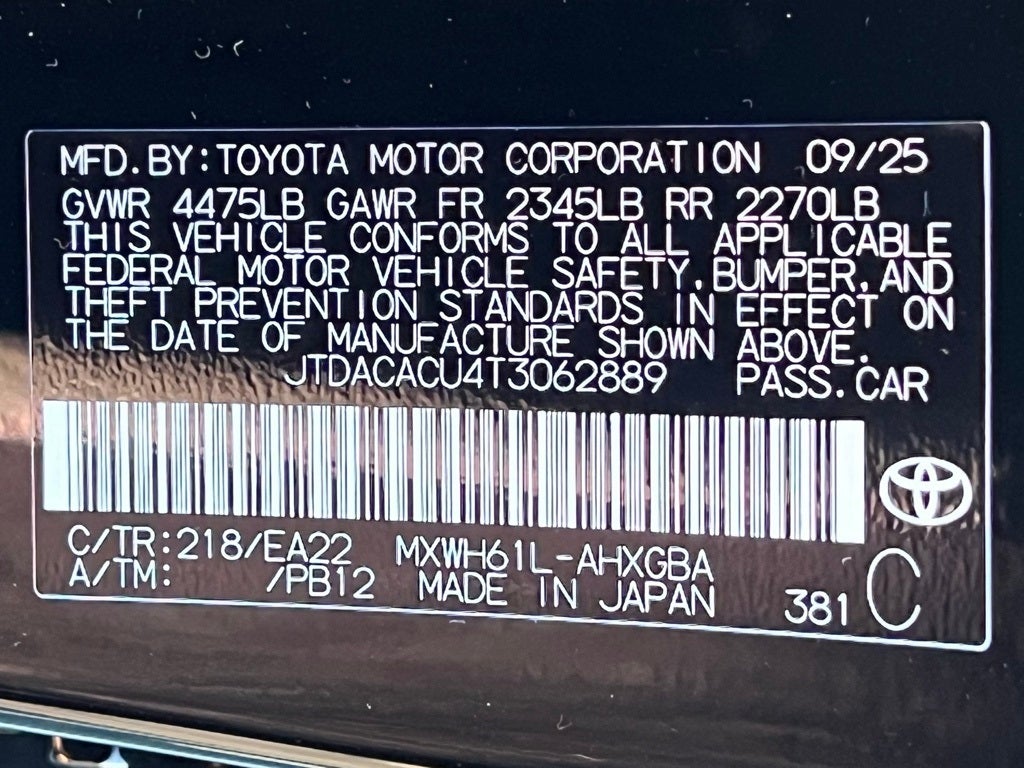 MFD.BY:TOYOTA MOTOR CORPORATION 09/25
GVWR 4475LB GAWR FR 2345LB RR 2270LB
THIS VEHICLE CONFORMS TO ALL APPLICABLE
FEDERAL MOTOR VEHICLE SAFETY,BUMPER,AND
THEFT PREVENTION STANDARDS IN EFFECT ON
THE DATE OF MANUFACTURE SHOWN ABOVE.
JTDACACU4T3062889 PASS.CAR
C/TR:218/EA22 MXWH61L-AHXGBA
A/TM: /PB12 MADE IN JAPAN 381 C